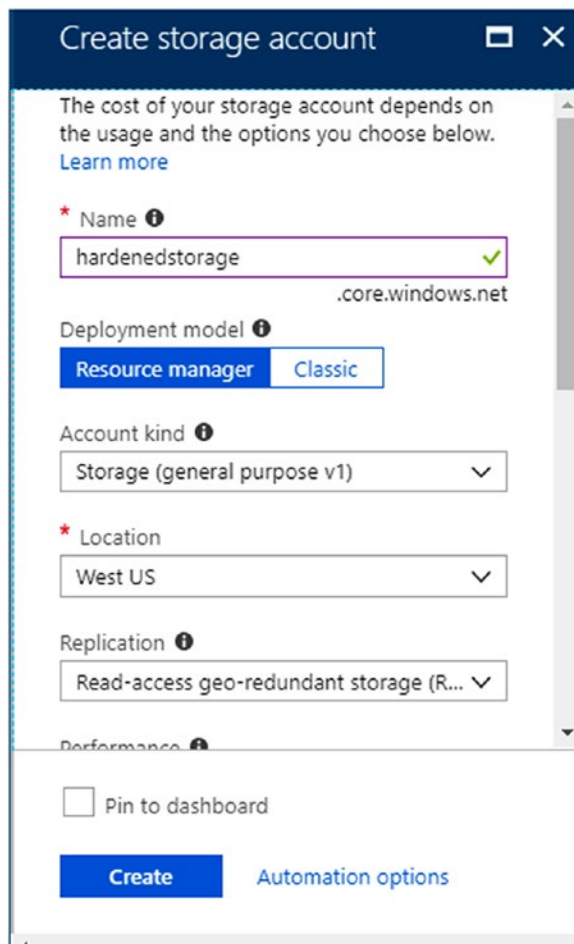 Create storage account
The cost of your storage account depends on
the usage and the options you choose below.
Learn more
* Name
hardenedstorage
.core.windows.net
Deployment model
Resource manager Classic
Account kind
Storage (general purpose v1)
* Location
West US
Replication
Read-access geo-redundant storage (R...
Performance
Pin to dashboard
Create Automation options